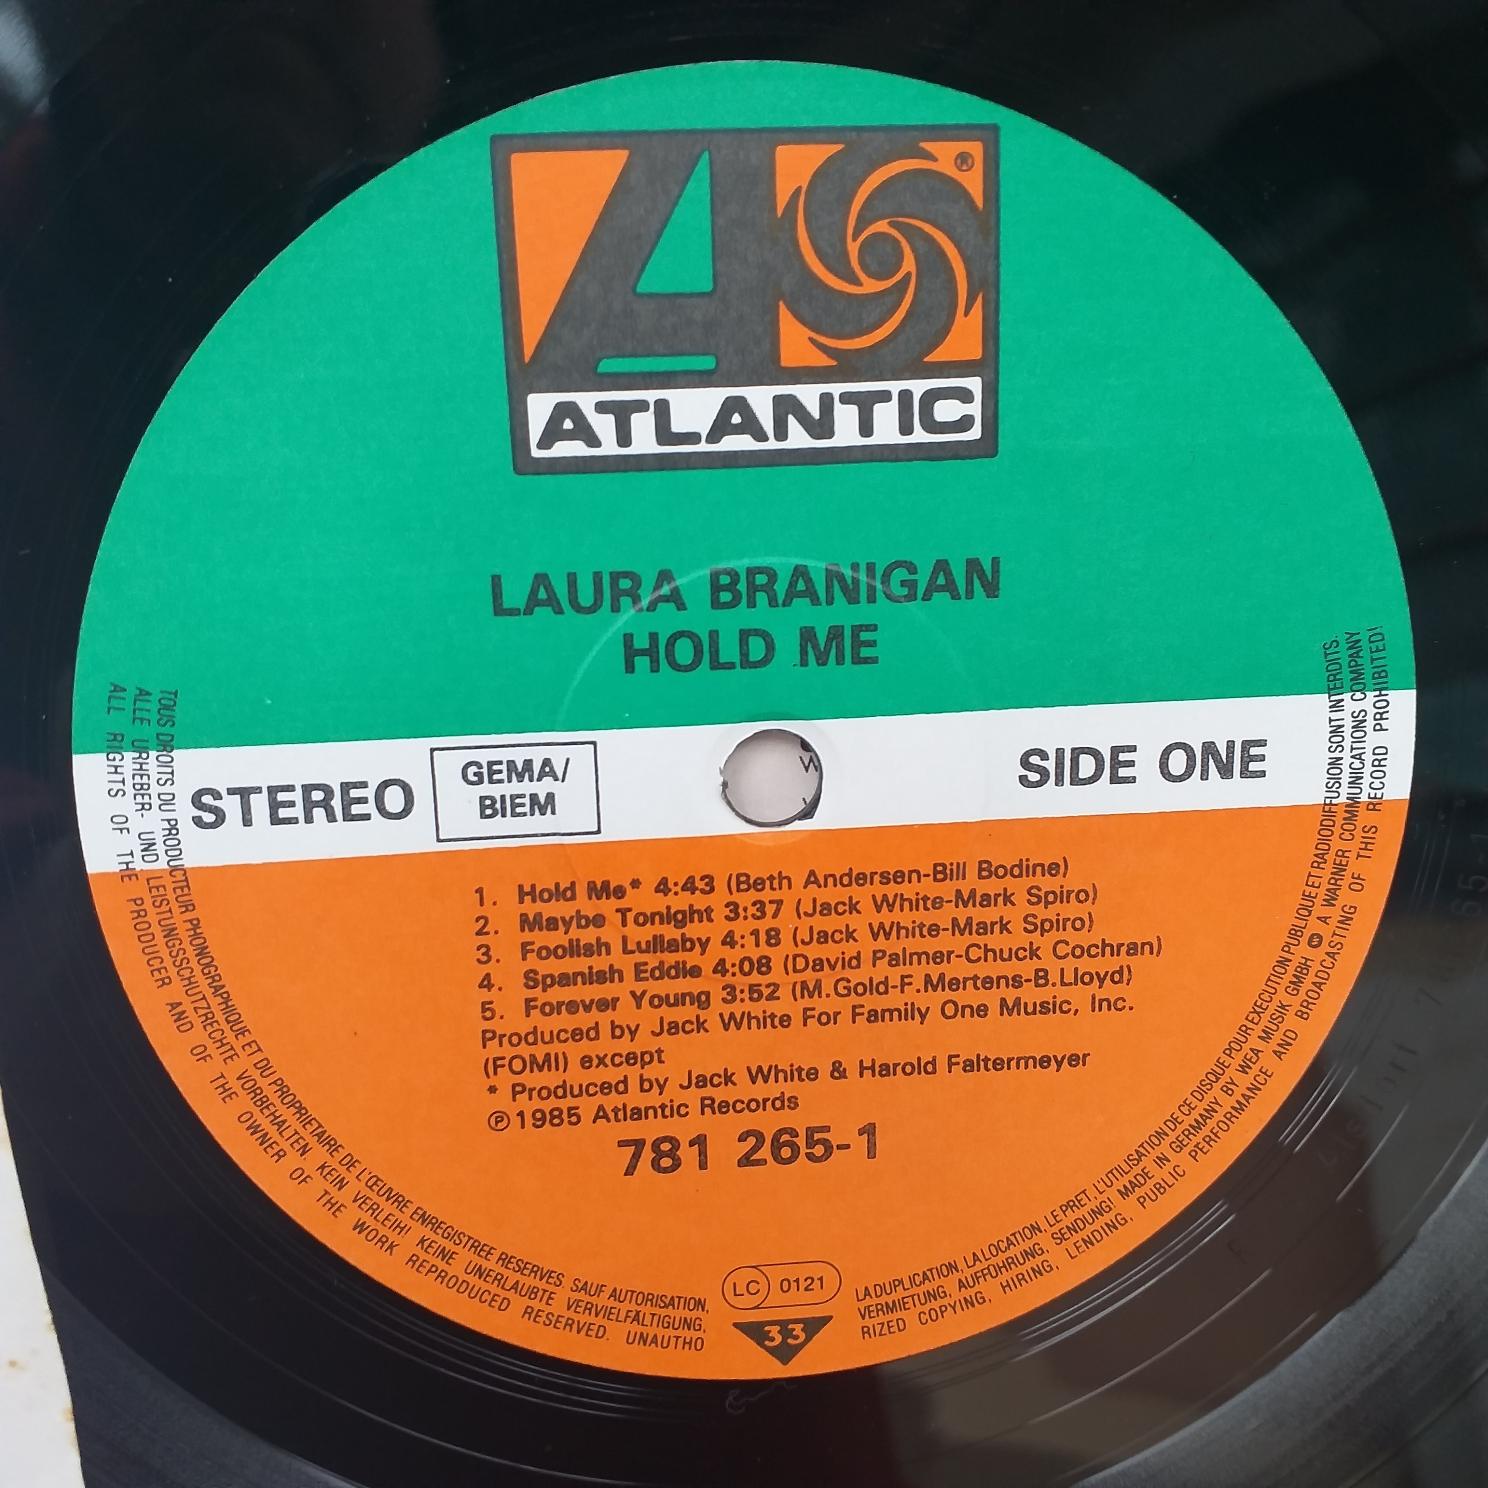 ®
ATLANTIC
LAURA BRANIGAN
HOLD ME
STEREO
GEMA/
BIEM
SIDE ONE
1. Hold Me* 4:43 (Beth Andersen-Bill Bodine)
2. Maybe Tonight 3:37 (Jack White-Mark Spiro)
3. Foolish Lullaby 4:18 (Jack White-Mark Spiro)
4. Spanish Eddie 4:08 (David Palmer-Chuck Cochran)
5. Forever Young 3:52 (M.Gold-F.Mertens-B.Lloyd)
Produced by Jack White For Family One Music, Inc.
(FOMI) except
* Produced by Jack White & Harold Faltermeyer
℗1985 Atlantic Records
781 265-1
LC 0121
33
TOUS DROITS DU PRODUCTEUR PHONOGRAPHIQUE ET DU PROPRIETAIRE DE L'ŒUVRE ENREGISTREE RESERVES. SAUF AUTORISATION,
ALLE URHEBER- UND LEISTUNGSSCHUTZRECHTE VORBEHALTEN. KEIN VERLEIH! KEINE UNERLAUBTE VERVIELFÄLTIGUNG,
ALL RIGHTS OF THE PRODUCER AND OF THE OWNER OF THE WORK REPRODUCED RESERVED. UNAUTHO
LA DUPLICATION, LA LOCATION, LE PRET, L'UTILISATION DE CE DISQUE POUR EXECUTION PUBLIQUE ET RADIODIFFUSION SONT INTERDITS.
VERMIETUNG, AUFFÜHRUNG, SENDUNG! MADE IN GERMANY BY WEA MUSIK GMBH A WARNER COMMUNICATIONS COMPANY
RIZED COPYING, HIRING, LENDING, PUBLIC PERFORMANCE AND BROADCASTING OF THIS RECORD PROHIBITED!